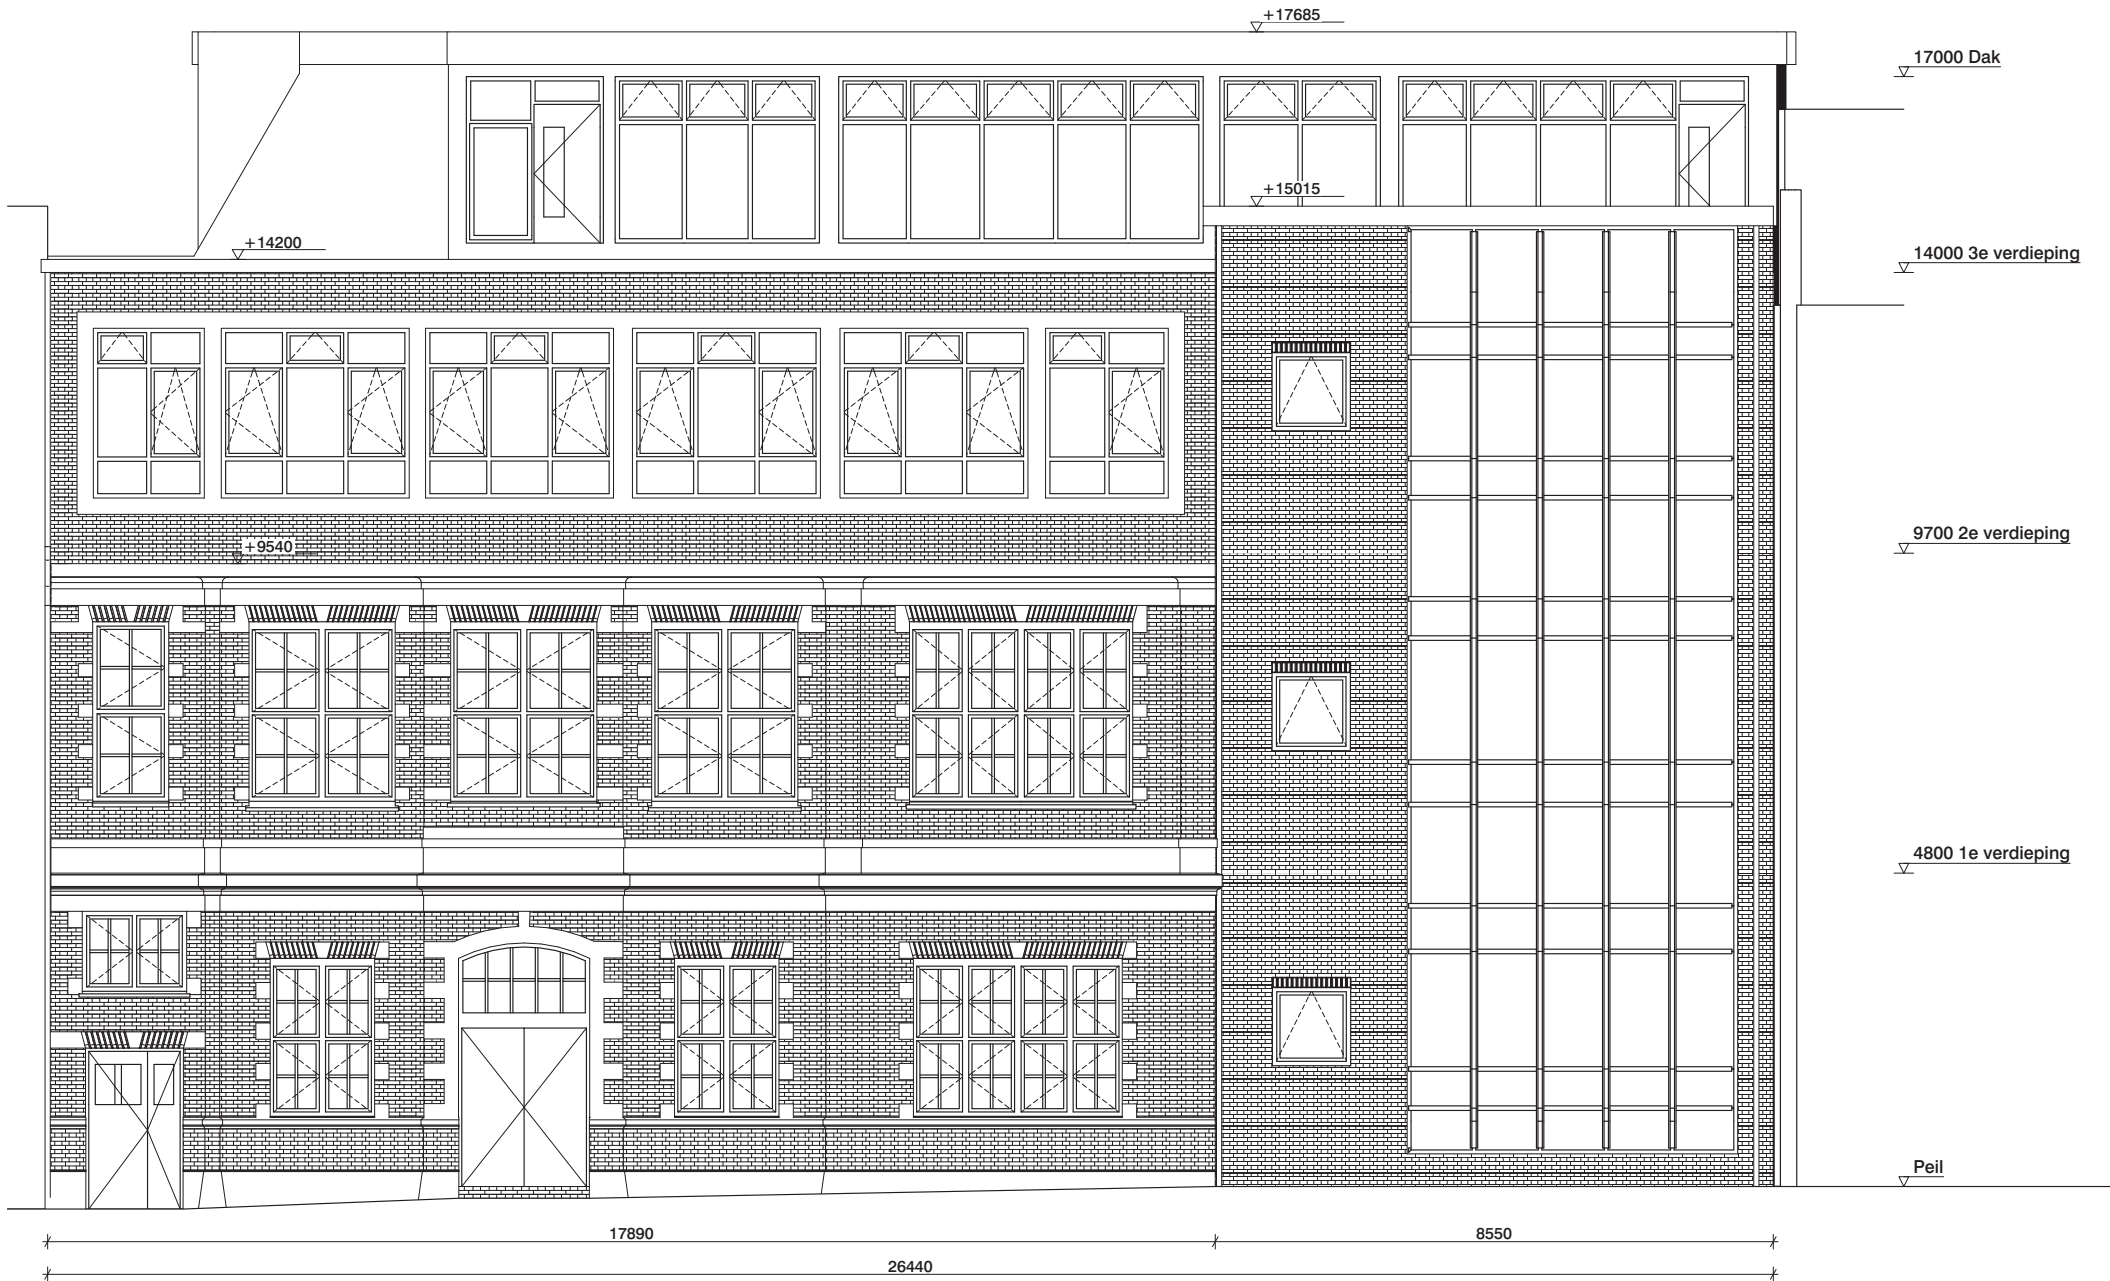 +17685
17000 Dak
+15015
+14200
14000 3e verdieping
+9540
9700 2e verdieping
4800 1e verdieping
Peil
17890
8550
26440